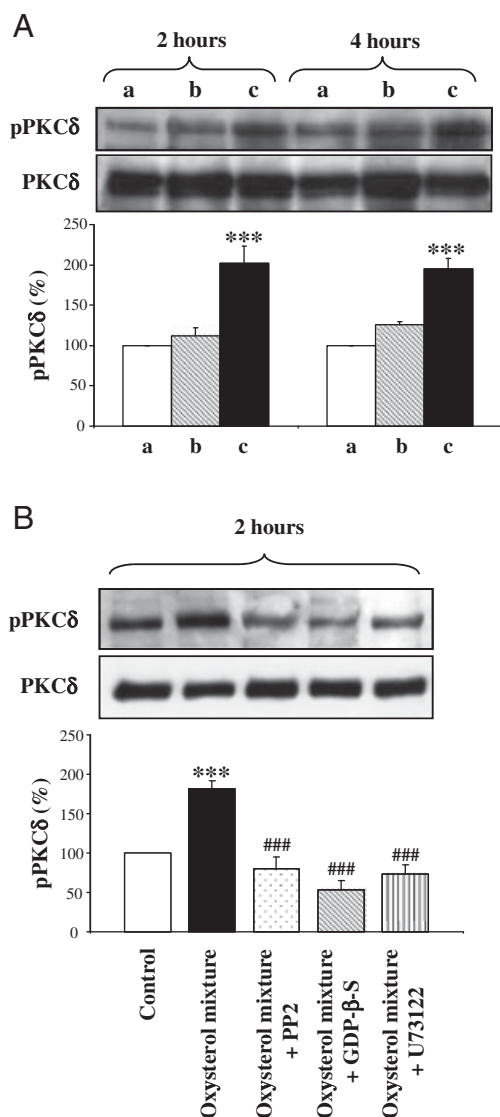 A
2 hours
4 hours
a b c a b c
pPKCδ
PKCδ
pPKCδ (%)
250
200
150
100
50
0
***
***
a b c a b c
B
2 hours
pPKCδ
PKCδ
pPKCδ (%)
250
200
150
100
50
0
***
###
###
###
Control
Oxysterol mixture
Oxysterol mixture
+ PP2
Oxysterol mixture
+ GDP-β-S
Oxysterol mixture
+ U73122